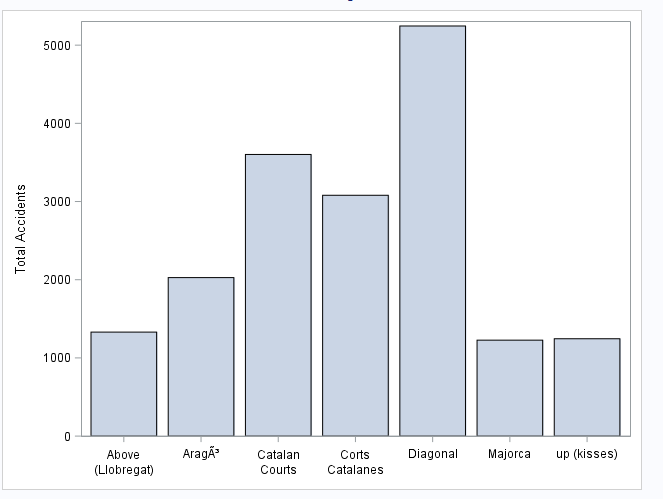 Total Accidents
5000
4000
3000
2000
1000
0
Above
(Llobregat)
AragÃ³
Catalan
Courts
Corts
Catalanes
Diagonal
Majorca
up (kisses)